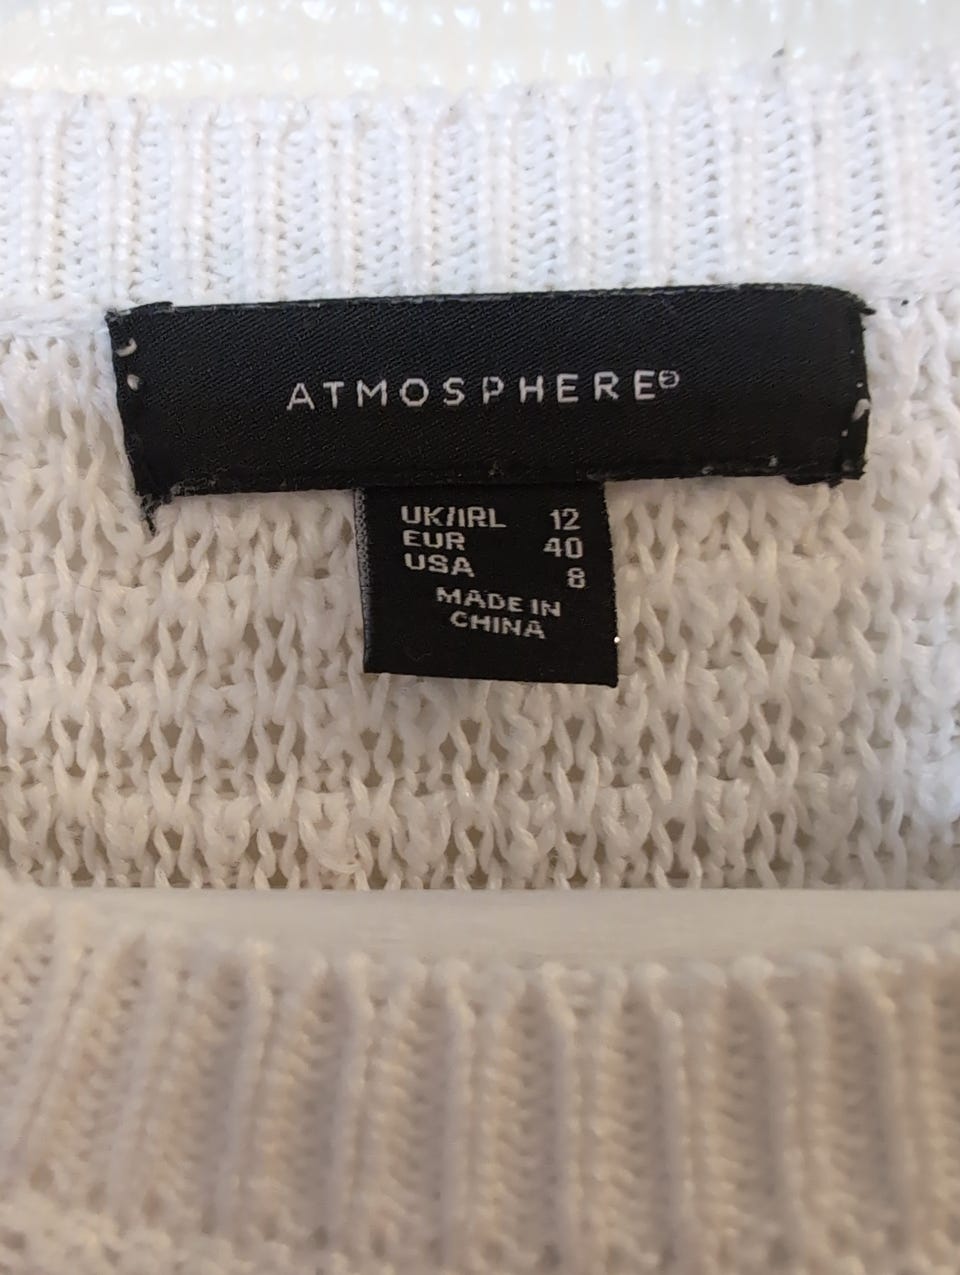 ATMOSPHERE®
UK/IRL 12
EUR 40
USA 8
MADE IN
CHINA